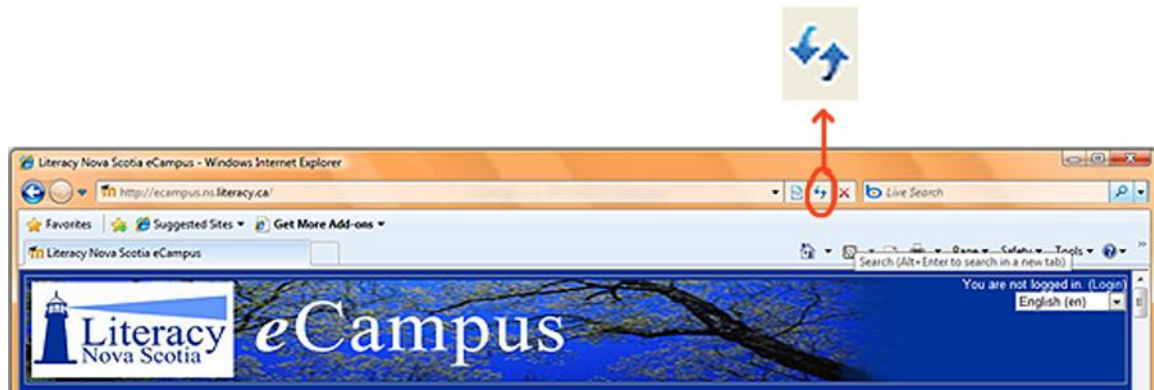 Literacy Nova Scotia eCampus - Windows Internet Explorer
http://ecampus.ns.literacy.ca/
Live Search
Favorites Suggested Sites Get More Add-ons
Literacy Nova Scotia eCampus
Page Safety Tools
Search (Alt+Enter to search in a new tab)
You are not logged in. (Login)
English (en)
Literacy
Nova Scotia
eCampus